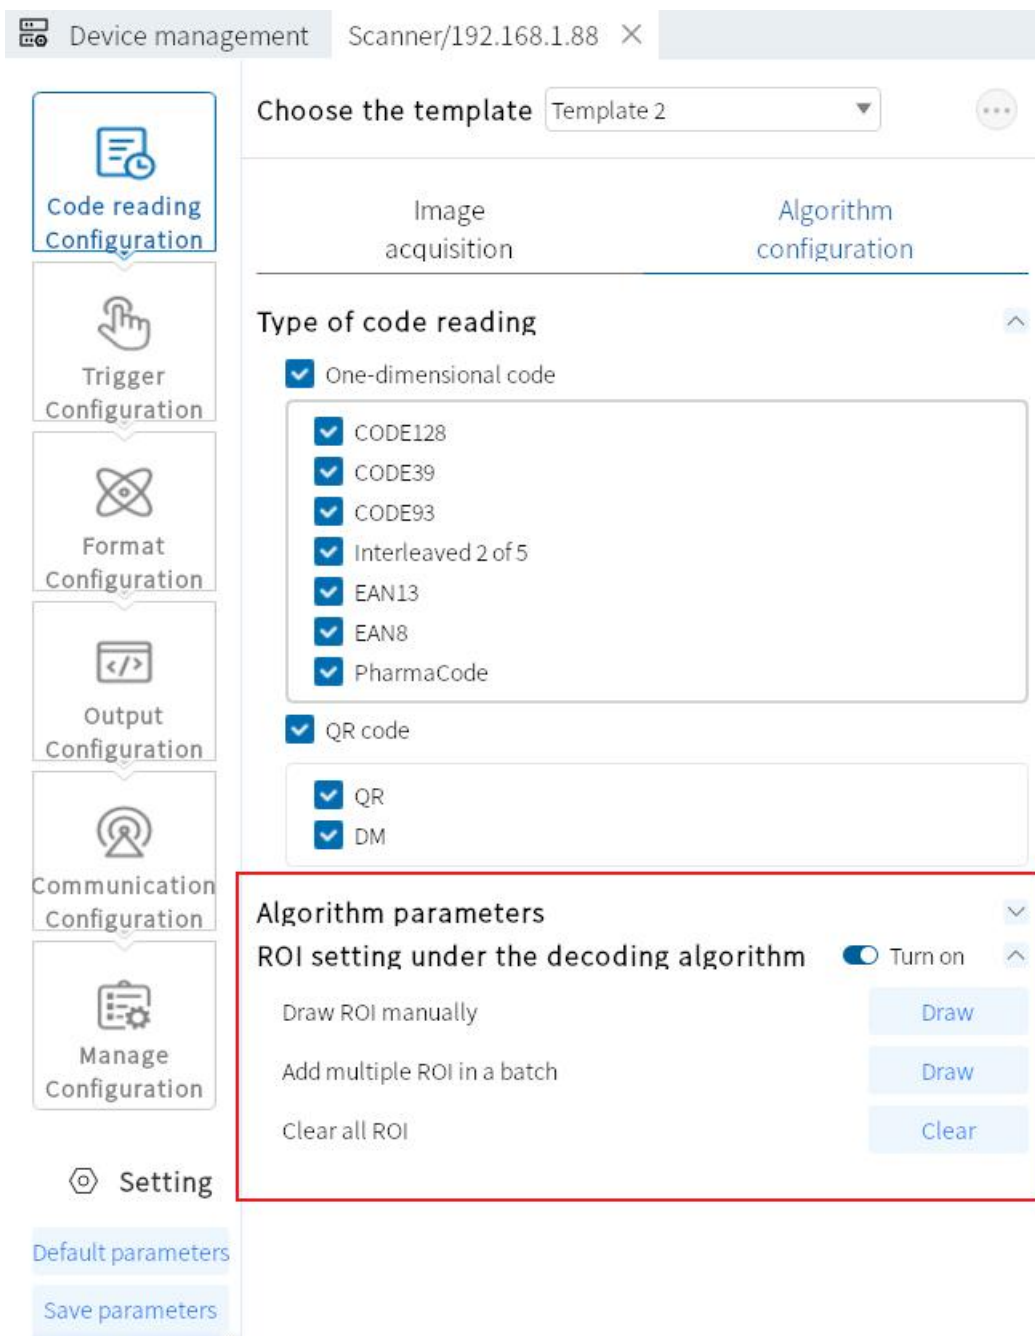 Device management
Scanner/192.168.1.88
Code reading
Configuration
Trigger
Configuration
Format
Configuration
Output
Configuration
Communication
Configuration
Manage
Configuration
Setting
Default parameters
Save parameters
Choose the template
Template 2
Image
acquisition
Algorithm
configuration
Type of code reading
One-dimensional code
CODE128
CODE39
CODE93
Interleaved 2 of 5
EAN13
EAN8
PharmaCode
QR code
QR
DM
Algorithm parameters
ROI setting under the decoding algorithm
Turn on
Draw ROI manually
Draw
Add multiple ROI in a batch
Draw
Clear all ROI
Clear